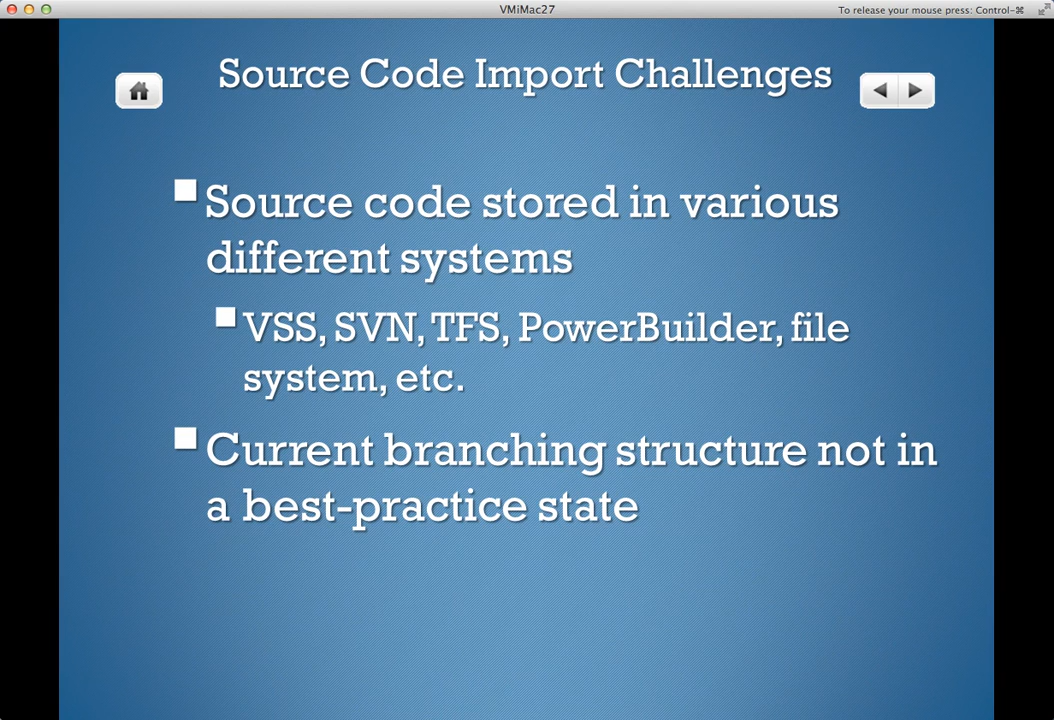 VMiMac27
To release your mouse press: Control-⌘
Source Code Import Challenges
Source code stored in various
different systems
VSS, SVN, TFS, PowerBuilder, file
system, etc.
Current branching structure not in
a best-practice state